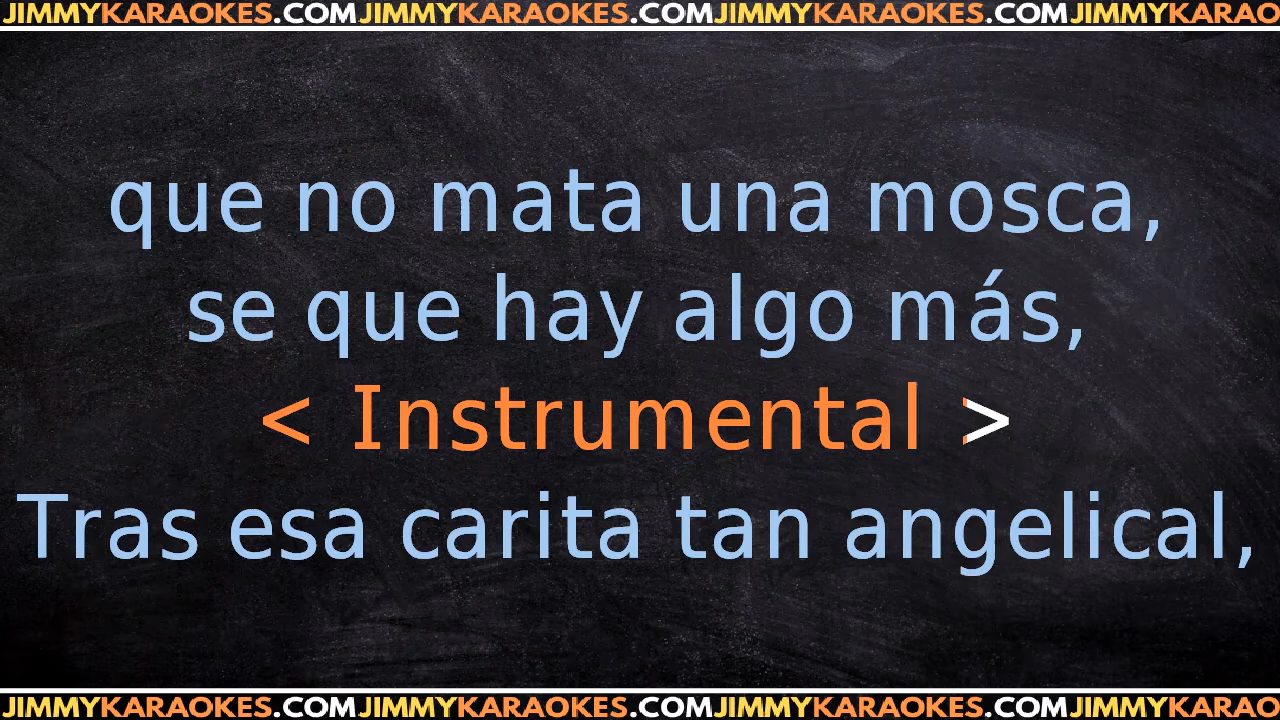 JIMMYKARAOKES.COMJIMMYKARAOKES.COMJIMMYKARAOKES.COMJIMMYKARAO
que no mata una mosca,
se que hay algo más,
< Instrumental >
Tras esa carita tan angelical,
JIMMYKARAOKES.COMJIMMYKARAOKES.COMJIMMYKARAOKES.COMJIMMYKARAO